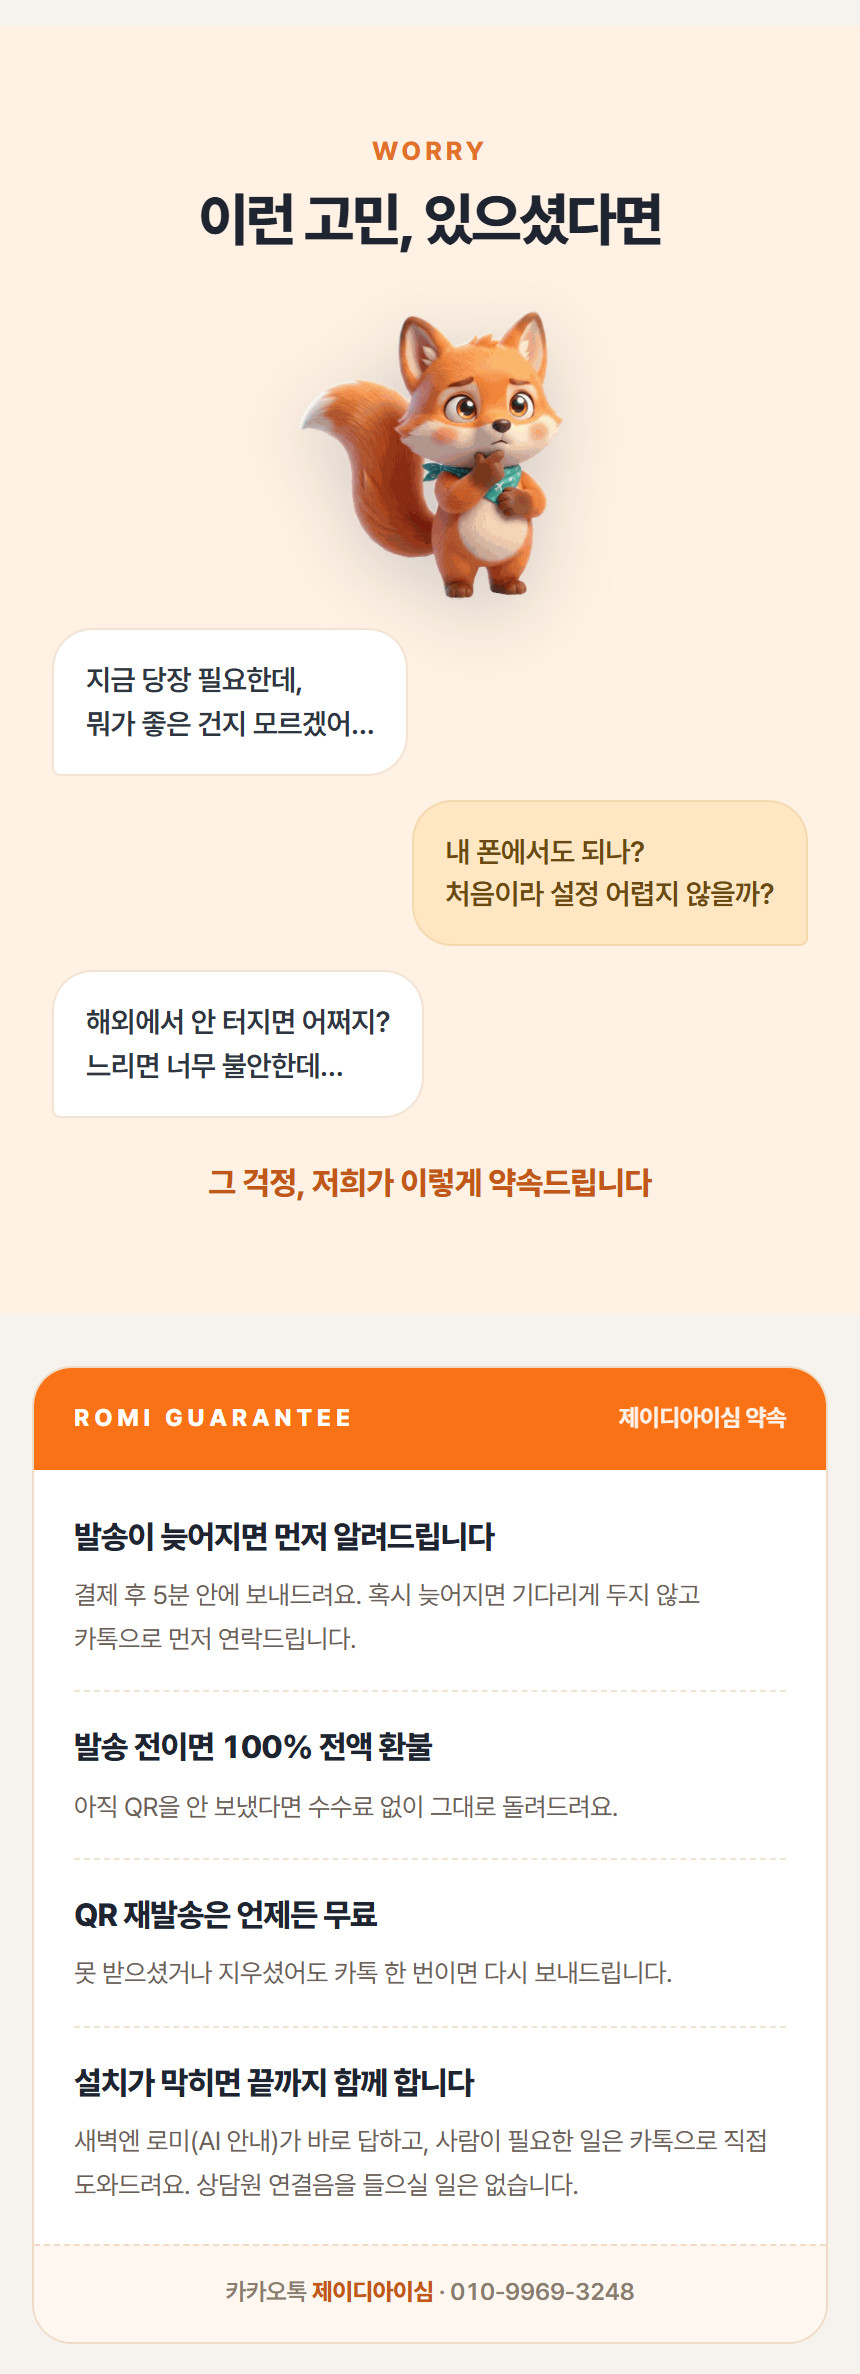 WORRY
이런 고민, 있으셨다면
지금 당장 필요한데,
뭐가 좋은 건지 모르겠어...
내 폰에서도 되나?
처음이라 설정 어렵지 않을까?
해외에서 안 터지면 어쩌지?
느리면 너무 불안한데...
그 걱정, 저희가 이렇게 약속드립니다
ROMI GUARANTEE
제이디아이심 약속
발송이 늦어지면 먼저 알려드립니다
결제 후 5분 안에 보내드려요. 혹시 늦어지면 기다리게 두지 않고
카톡으로 먼저 연락드립니다.
발송 전이면 100% 전액 환불
아직 QR을 안 보냈다면 수수료 없이 그대로 돌려드려요.
QR 재발송은 언제든 무료
못 받으셨거나 지우셨어도 카톡 한 번이면 다시 보내드립니다.
설치가 막히면 끝까지 함께 합니다
새벽엔 로미(AI 안내)가 바로 답하고, 사람이 필요한 일은 카톡으로 직접
도와드려요. 상담원 연결음을 들으실 일은 없습니다.
카카오톡 제이디아이심 · 010-9969-3248